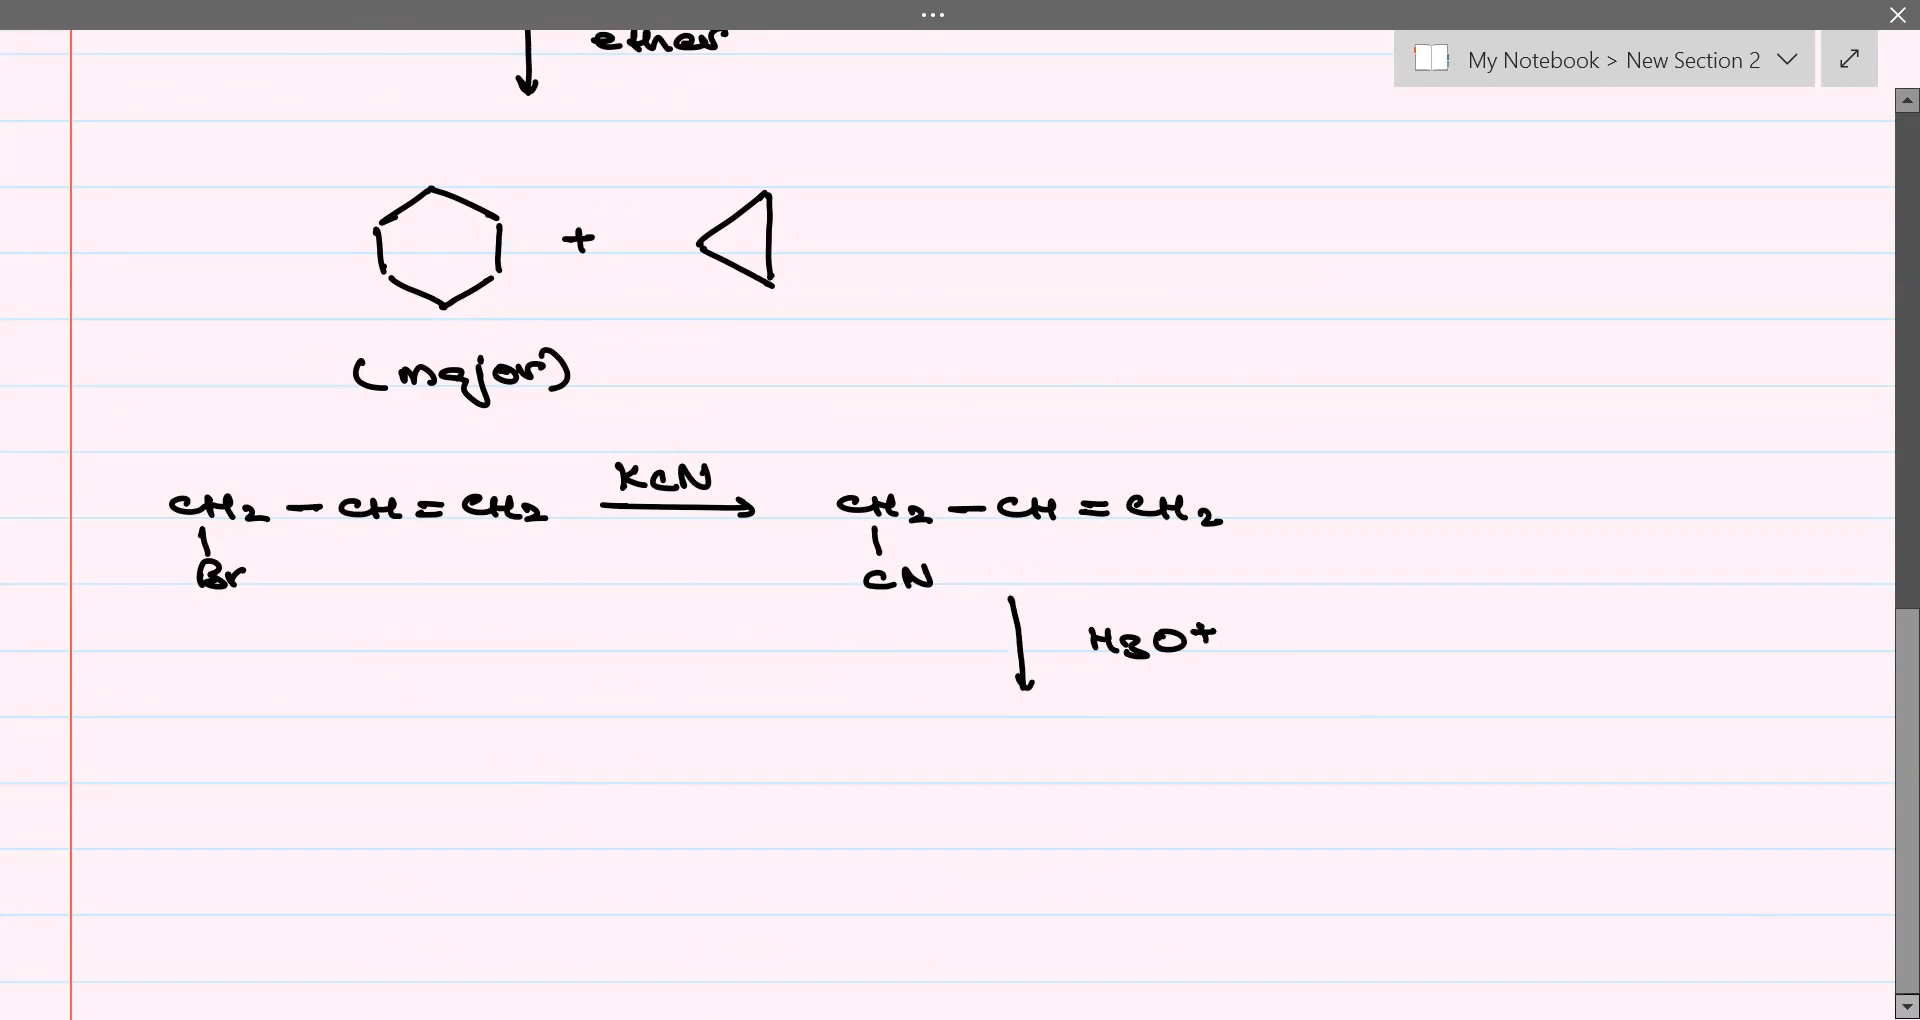 ...
ether
My Notebook > New Section 2
+
(major)
KCN
CH2 - CH = CH2 → CH2 - CH = CH2
Br CN
H3O+